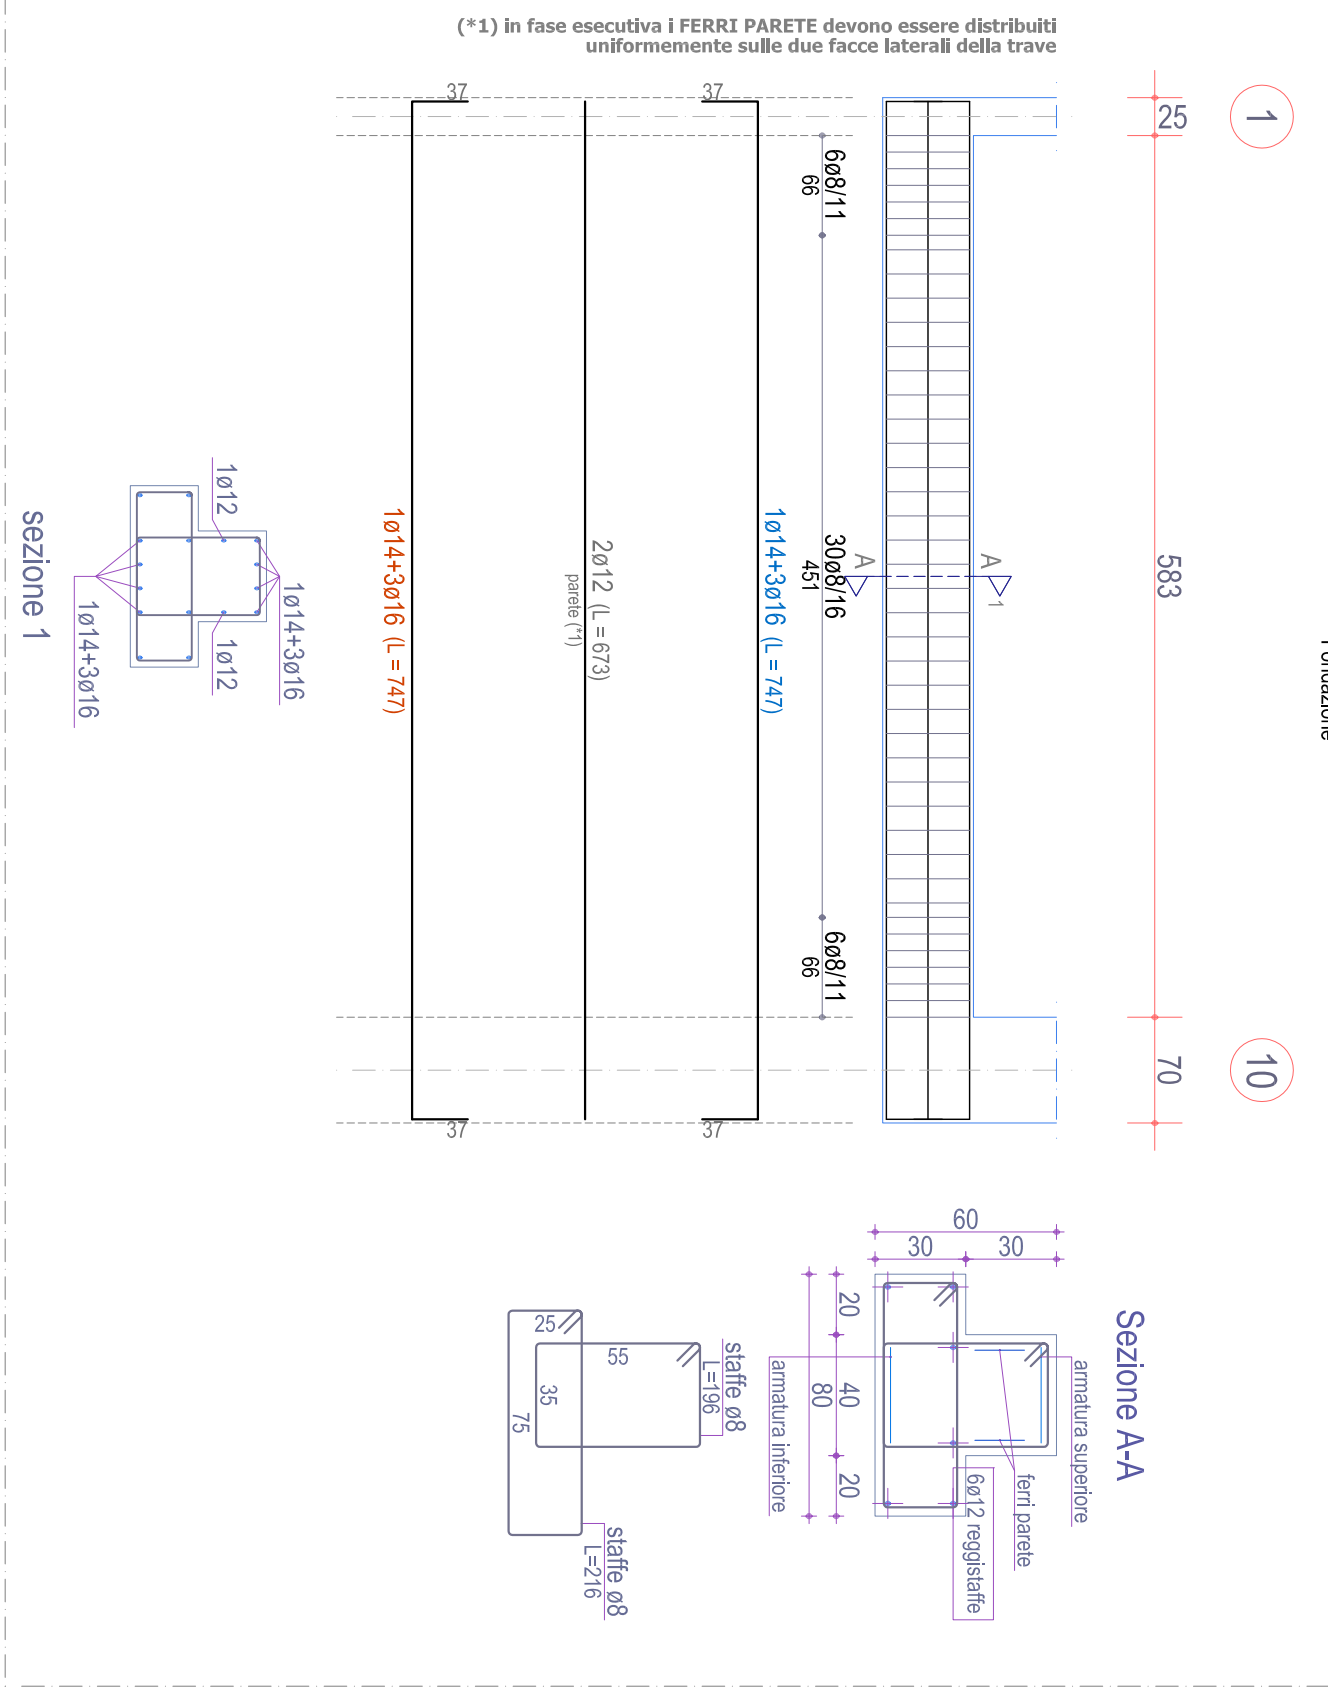 (*1) in fase esecutiva i FERRI PARETE devono essere distribuiti
uniformemente sulle due facce laterali della trave
1
10
25
583
70
A
A
1
6ø8/11
66
30ø8/16
451
6ø8/11
66
37
37
1ø14+3ø16 (L = 747)
2ø12 (L = 673)
parete (*1)
37
37
1ø14+3ø16 (L = 747)
1ø14+3ø16
1ø12
1ø12
1ø14+3ø16
sezione 1
Sezione A-A
armatura superiore
ferri parete
6ø12 reggistaffe
armatura inferiore
60
30
30
20
40
20
80
staffe ø8
L=196
55
35
25
75
staffe ø8
L=216